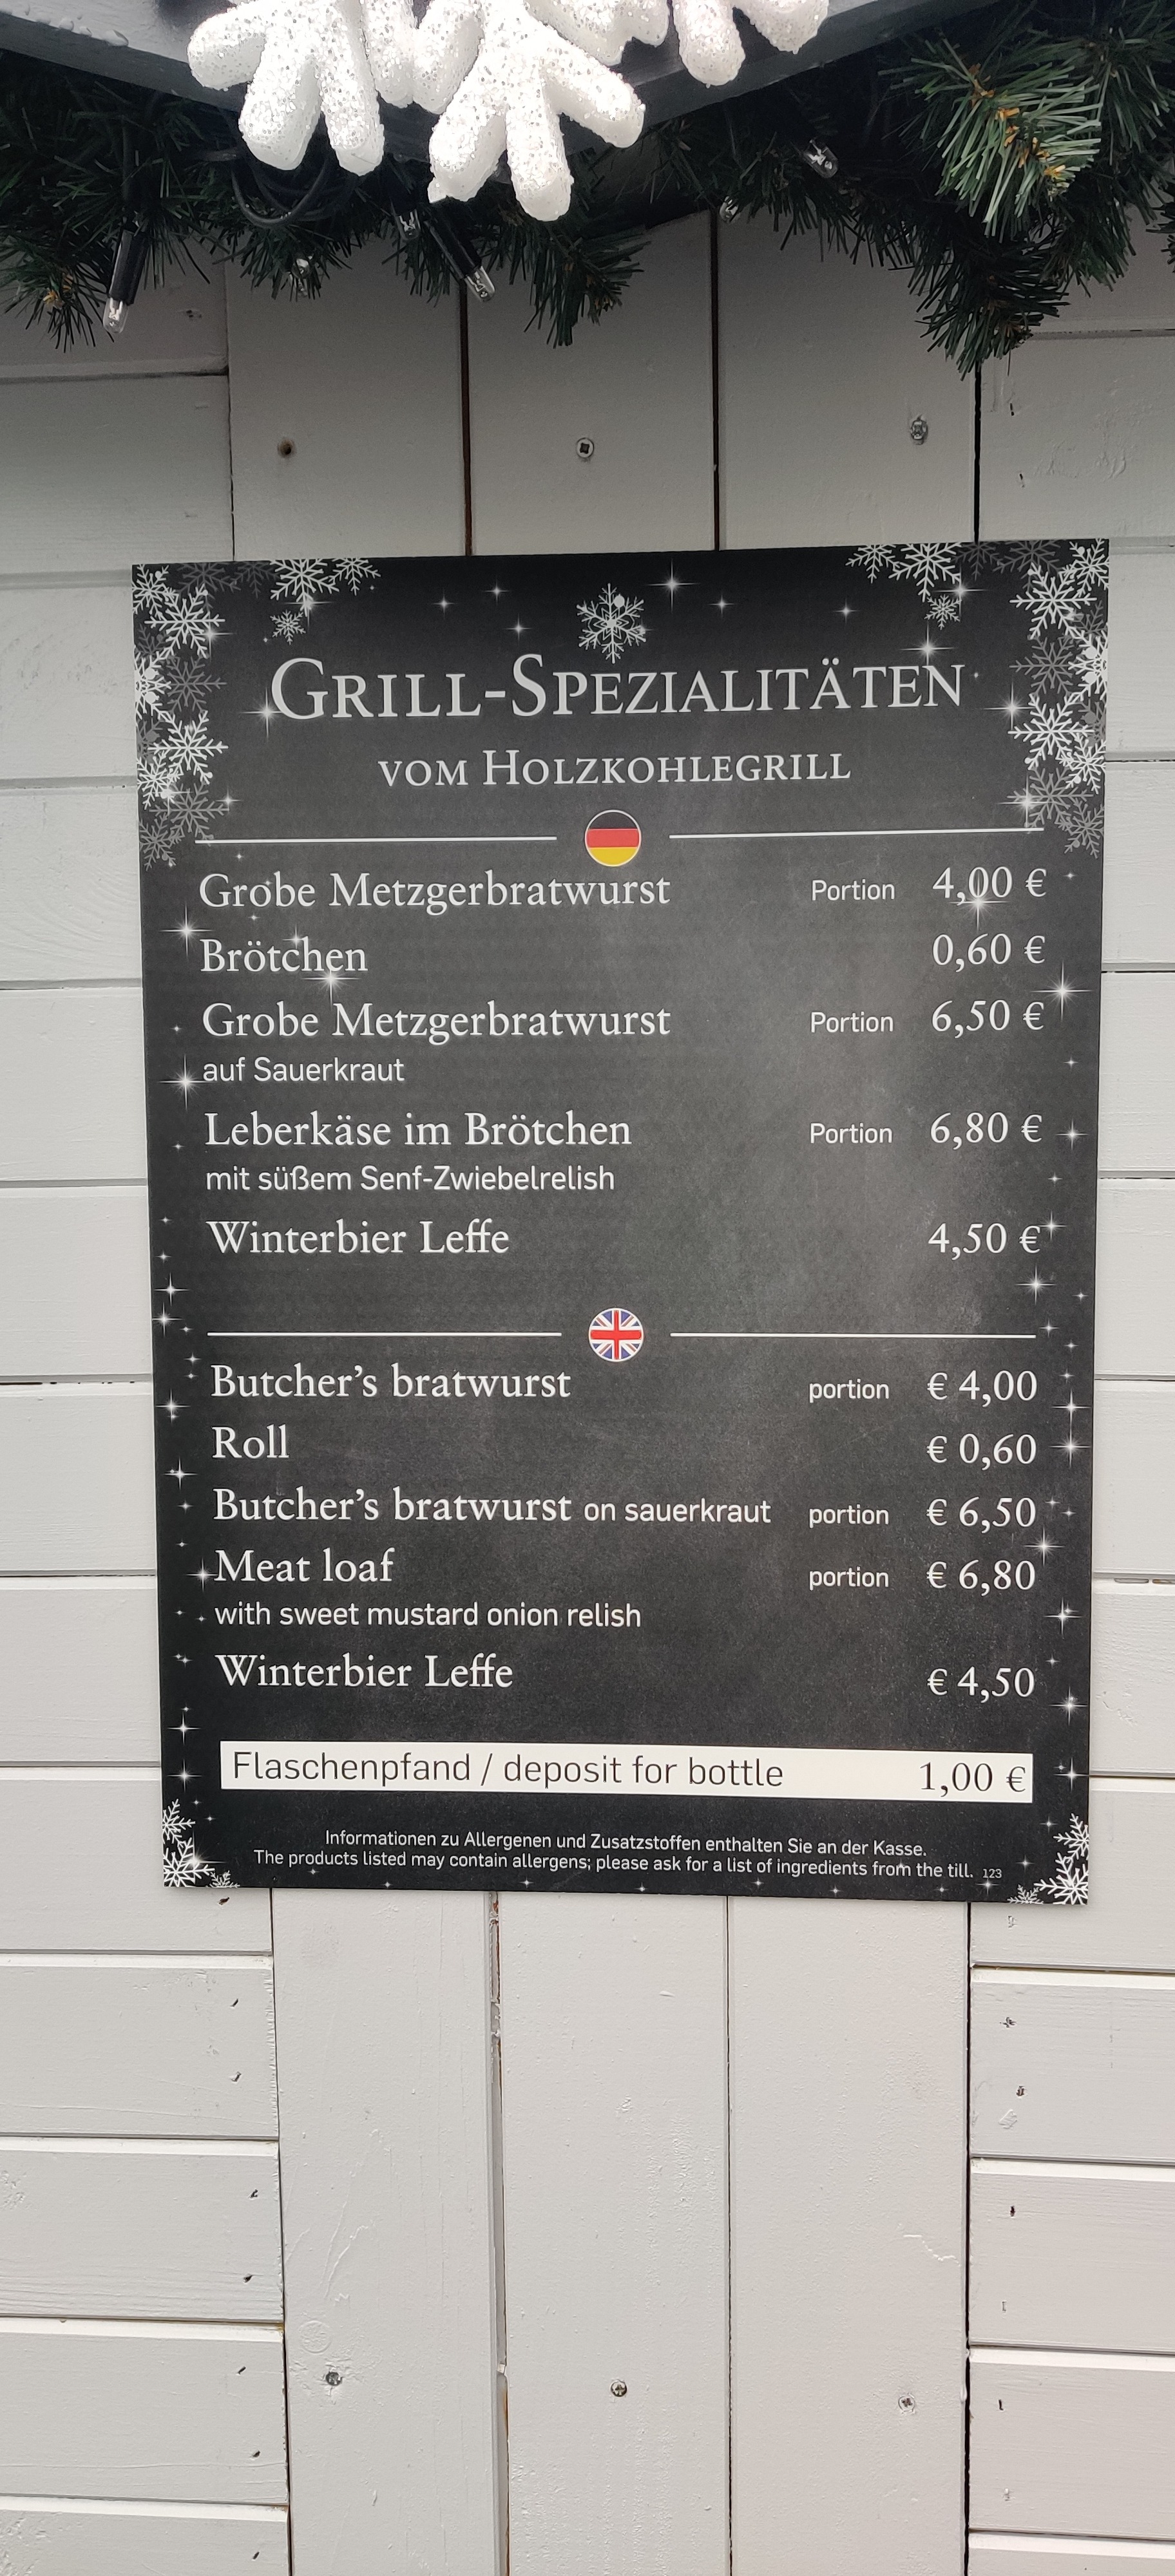 Grill-Spezialitäten
vom Holzkohlegrill
Grobe Metzgerbratwurst Portion 4,00 €
Brötchen 0,60 €
Grobe Metzgerbratwurst Portion 6,50 €
auf Sauerkraut
Leberkäse im Brötchen Portion 6,80 €
mit süßem Senf-Zwiebelrelish
Winterbier Leffe 4,50 €
Butcher's bratwurst portion € 4,00
Roll € 0,60
Butcher's bratwurst on sauerkraut portion € 6,50
Meat loaf portion € 6,80
with sweet mustard onion relish
Winterbier Leffe € 4,50
Flaschenpfand / deposit for bottle 1,00 €
Informationen zu Allergenen und Zusatzstoffen enthalten Sie an der Kasse.
The products listed may contain allergens; please ask for a list of ingredients from the till. 123